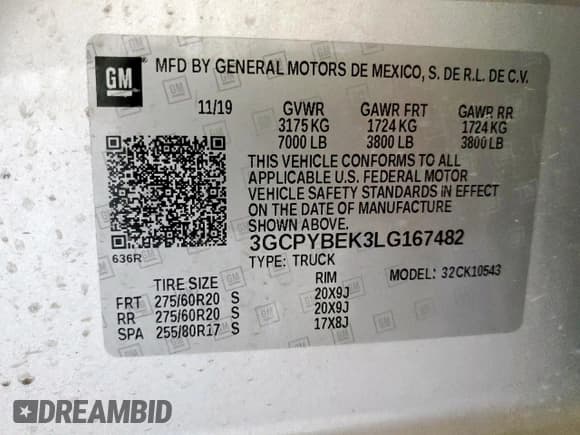 GM
MFD BY GENERAL MOTORS DE MEXICO, S. DE R.L. DE C.V.
11/19 GVWR GAWR FRT GAWR RR
3175 KG 1724 KG 1724 KG
7000 LB 3800 LB 3800 LB
THIS VEHICLE CONFORMS TO ALL
APPLICABLE U.S. FEDERAL MOTOR
VEHICLE SAFETY STANDARDS IN EFFECT
ON THE DATE OF MANUFACTURE
SHOWN ABOVE.
636R
3GCPYBEK3LG167482
TYPE: TRUCK MODEL: 32CK10543
TIRE SIZE RIM
FRT 275/60R20 S 20X9J
RR 275/60R20 S 20X9J
SPA 255/80R17 S 17X8J
DREAMBID